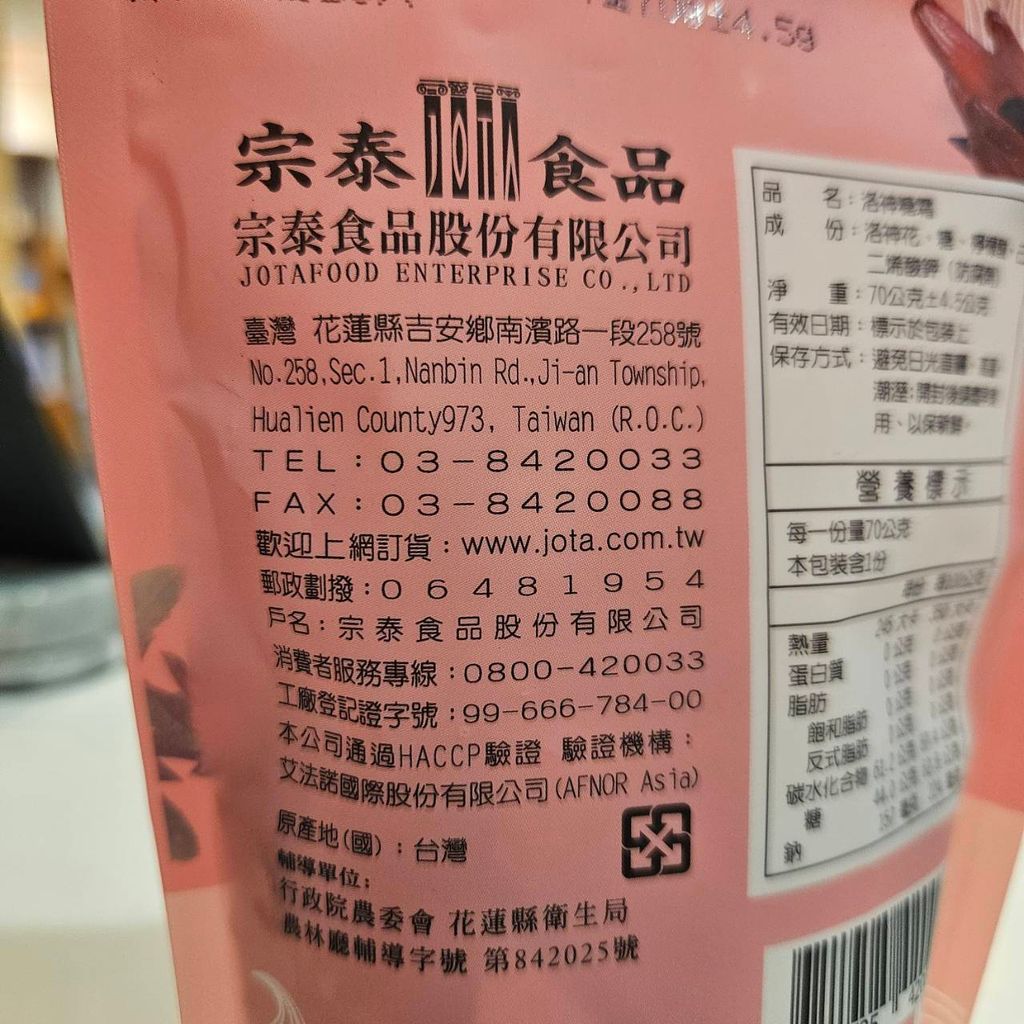 ±4.5g
宗泰 JOTA 食品
宗泰食品股份有限公司
JOTAFOOD ENTERPRISE CO.,LTD
臺灣 花蓮縣吉安鄉南濱路一段258號
No.258,Sec.1,Nanbin Rd.,Ji-an Township,
Hualien County973, Taiwan (R.O.C.)
TEL:03-8420033
FAX:03-8420088
歡迎上網訂貨:www.jota.com.tw
郵政劃撥:06481954
戶名:宗泰食品股份有限公司
消費者服務專線:0800-420033
工廠登記證字號:99-666-784-00
本公司通過HACCP驗證 驗證機構:
艾法諾國際股份有限公司(AFNOR Asia)
原產地(國):台灣
輔導單位:
行政院農委會 花蓮縣衛生局
農林廳輔導字號 第842025號
品名:洛神糖霜
成份:洛神花、糖、檸檬酸、
二烯酸鉀(防腐劑)
淨重:70公克±4.5公克
有效日期:標示於包裝上
保存方式:避免日光直曬、
潮溼;開封後請
用、以保新鮮。
營養標示
每一份量70公克
本包裝含1份
熱量
蛋白質
脂肪
飽和脂肪
反式脂肪
碳水化合物
糖
鈉